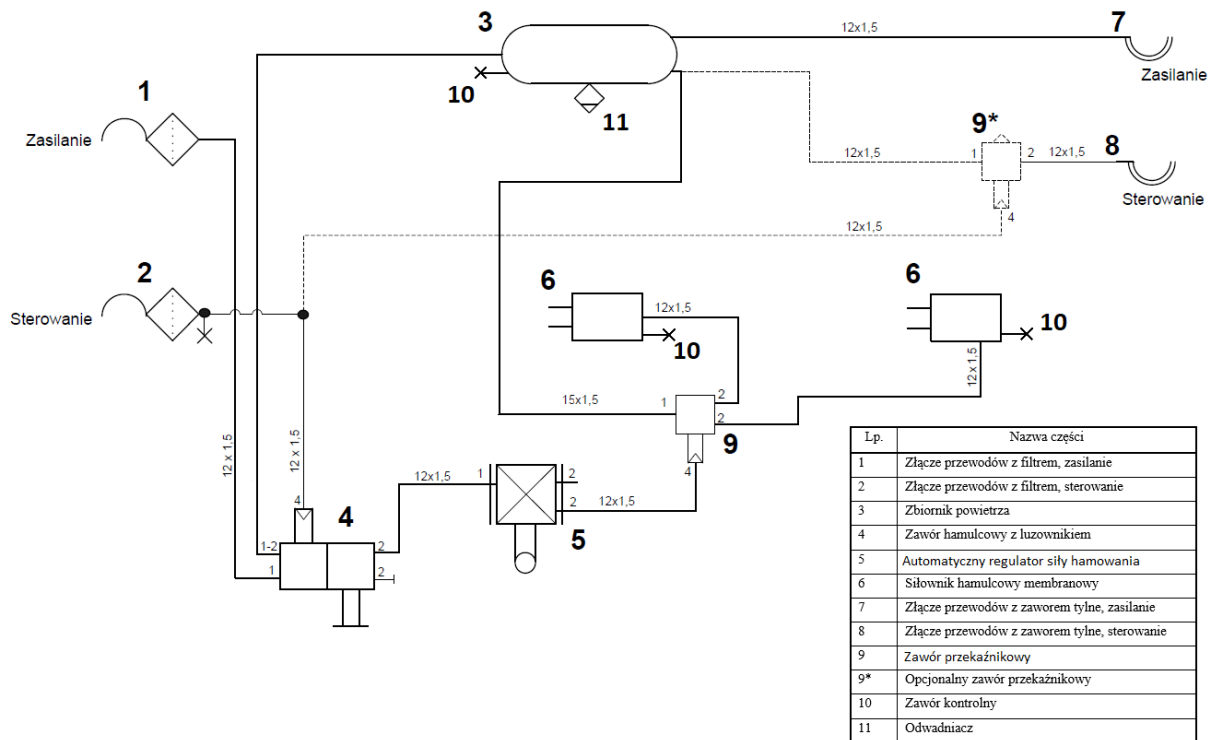 3
12x1,5
7
Zasilanie
10
11
1
Zasilanie
9*
1
2
12x1,5
12x1,5
8
Sterowanie
4
12x1,5
2
Sterowanie
6
12x1,5
10
6
10
12x1,5
15x1,5
1
2
2
9
4
12 x 1,5
12 x 1,5
4
4
1-2
1
2
2
12x1,5
1
2
2
5
12x1,5
Lp. Nazwa części
1 Złącze przewodów z filtrem, zasilanie
2 Złącze przewodów z filtrem, sterowanie
3 Zbiornik powietrza
4 Zawór hamulcowy z luzownikiem
5 Automatyczny regulator siły hamowania
6 Siłownik hamulcowy membranowy
7 Złącze przewodów z zaworem tylne, zasilanie
8 Złącze przewodów z zaworem tylne, sterowanie
9 Zawór przekaźnikowy
9* Opcjonalny zawór przekaźnikowy
10 Zawór kontrolny
11 Odwadniacz